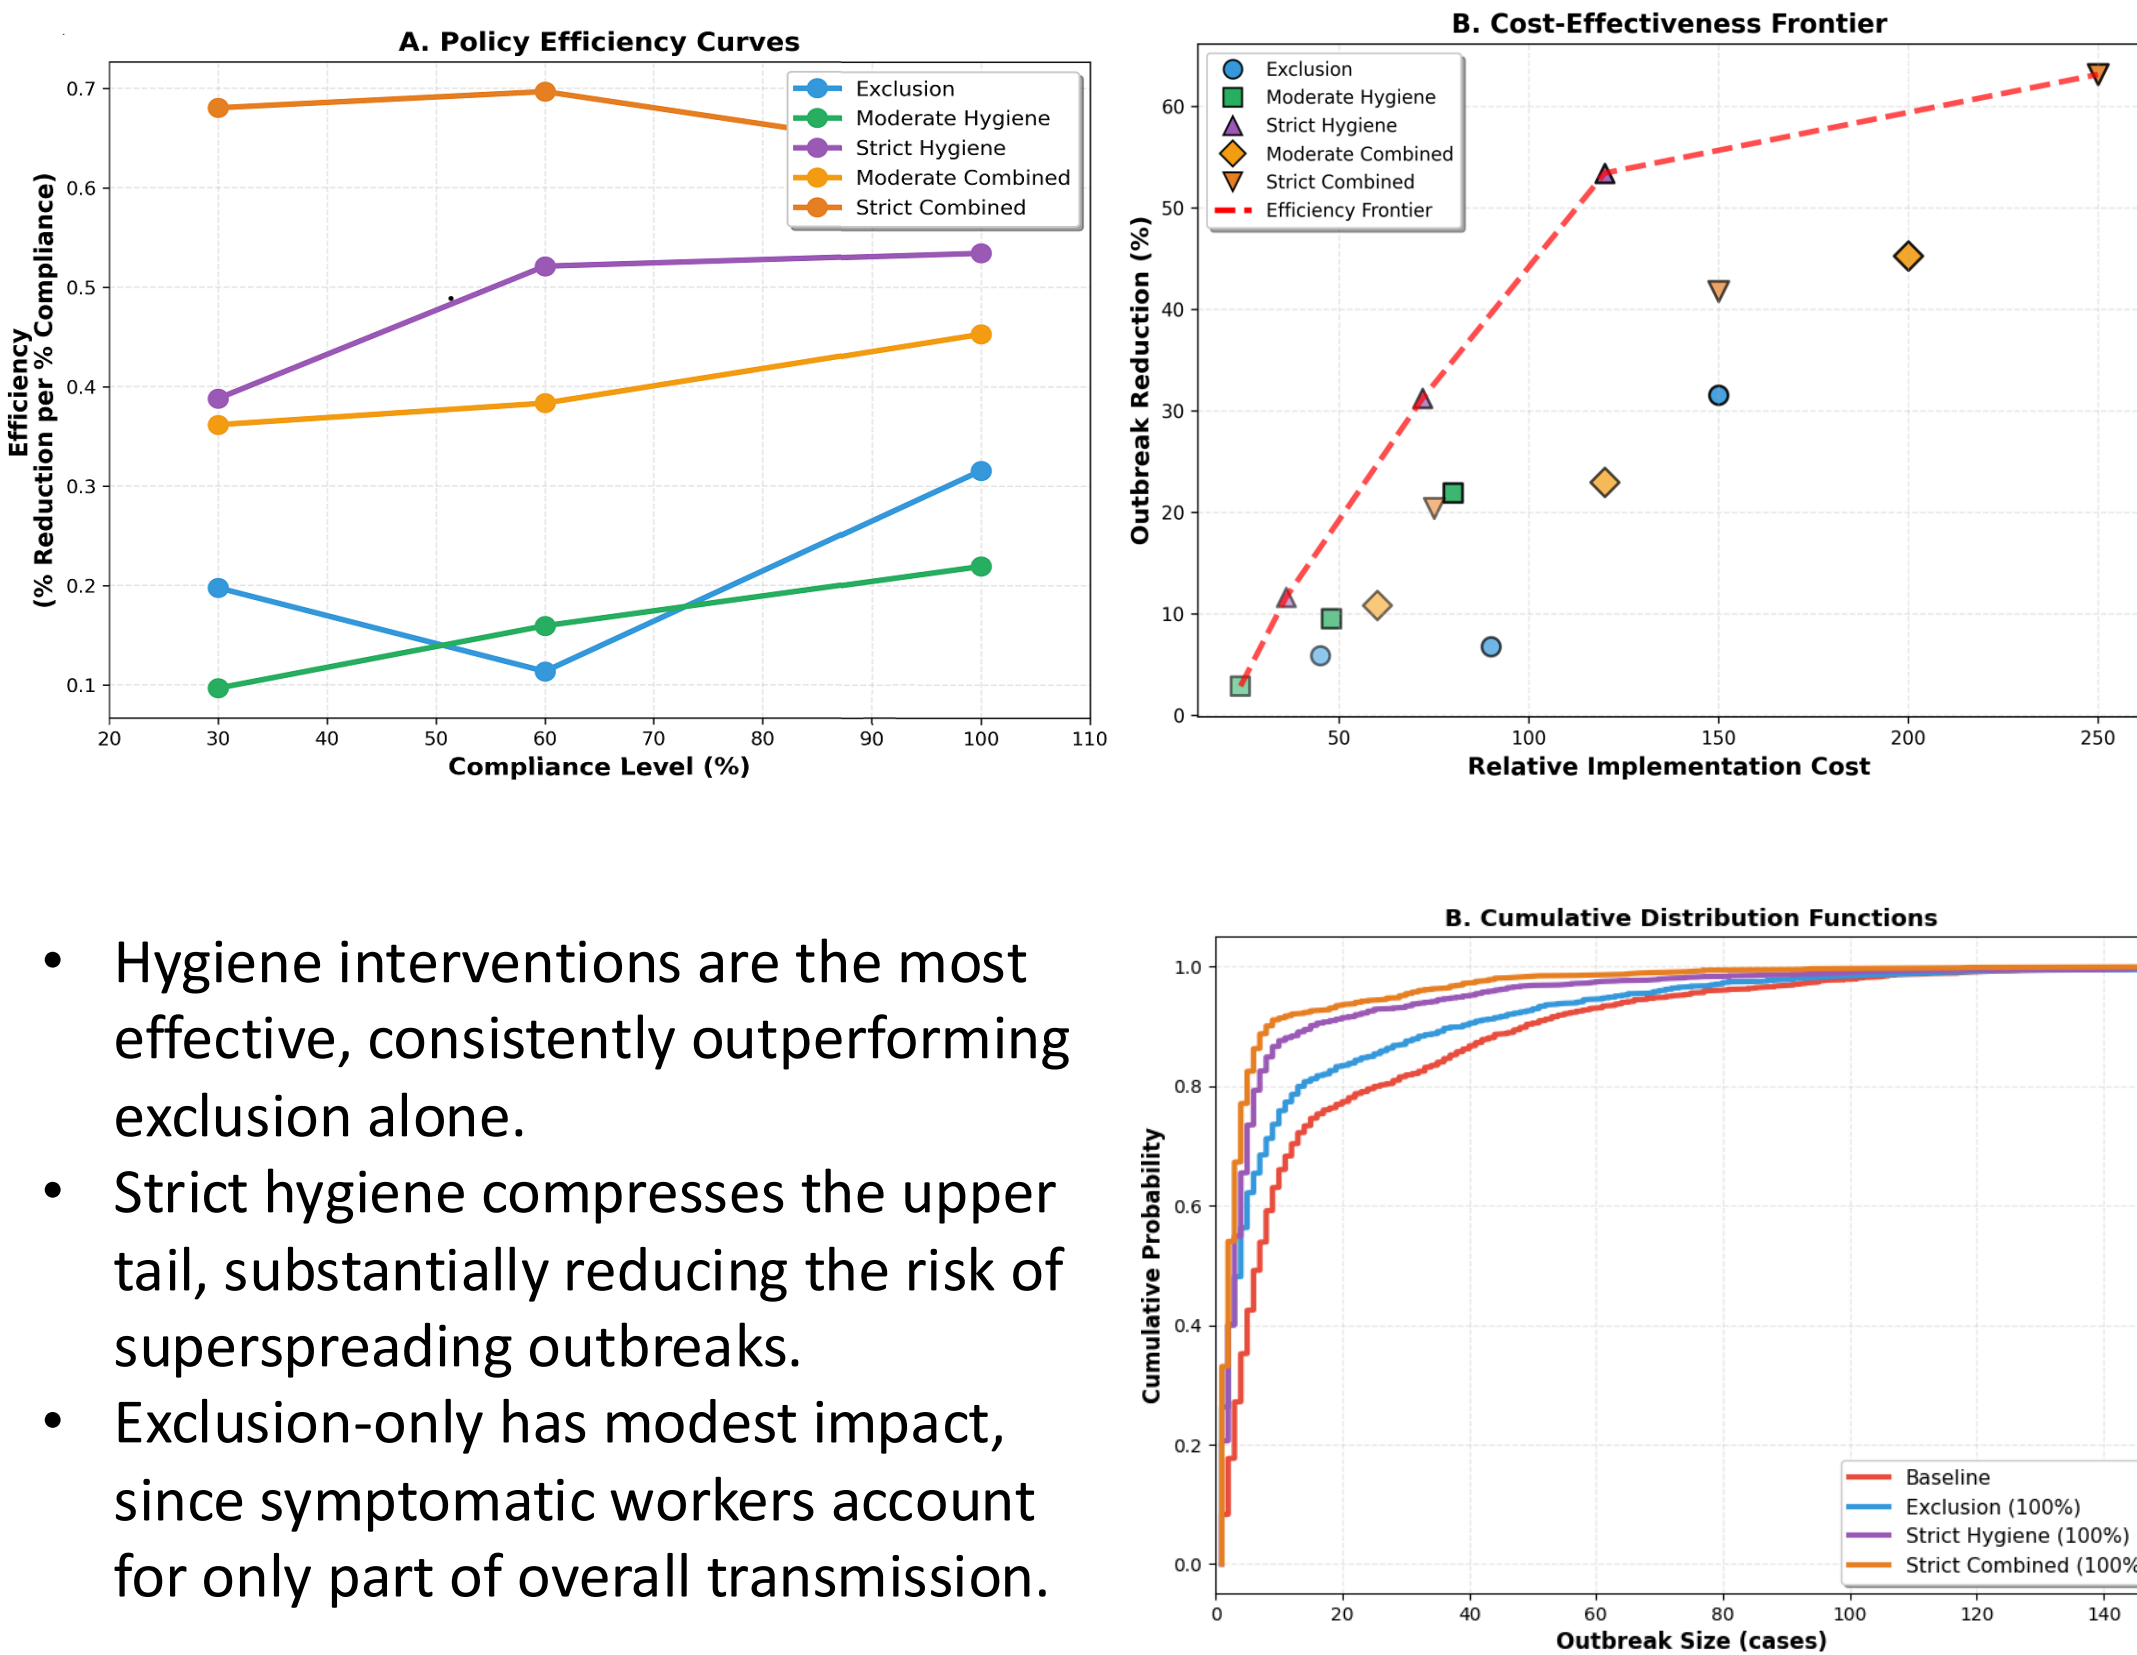 A. Policy Efficiency Curves
Efficiency
(% Reduction per % Compliance)
0.7
0.6
0.5
0.4
0.3
0.2
0.1
20 30 40 50 60 70 80 90 100 110
Compliance Level (%)
Exclusion
Moderate Hygiene
Strict Hygiene
Moderate Combined
Strict Combined
B. Cost-Effectiveness Frontier
Outbreak Reduction (%)
60
50
40
30
20
10
0
50 100 150 200 250
Relative Implementation Cost
Exclusion
Moderate Hygiene
Strict Hygiene
Moderate Combined
Strict Combined
Efficiency Frontier
• Hygiene interventions are the most
effective, consistently outperforming
exclusion alone.
• Strict hygiene compresses the upper
tail, substantially reducing the risk of
superspreading outbreaks.
• Exclusion-only has modest impact,
since symptomatic workers account
for only part of overall transmission.
B. Cumulative Distribution Functions
Cumulative Probability
1.0
0.8
0.6
0.4
0.2
0.0
0 20 40 60 80 100 120 140
Outbreak Size (cases)
Baseline
Exclusion (100%)
Strict Hygiene (100%)
Strict Combined (100%